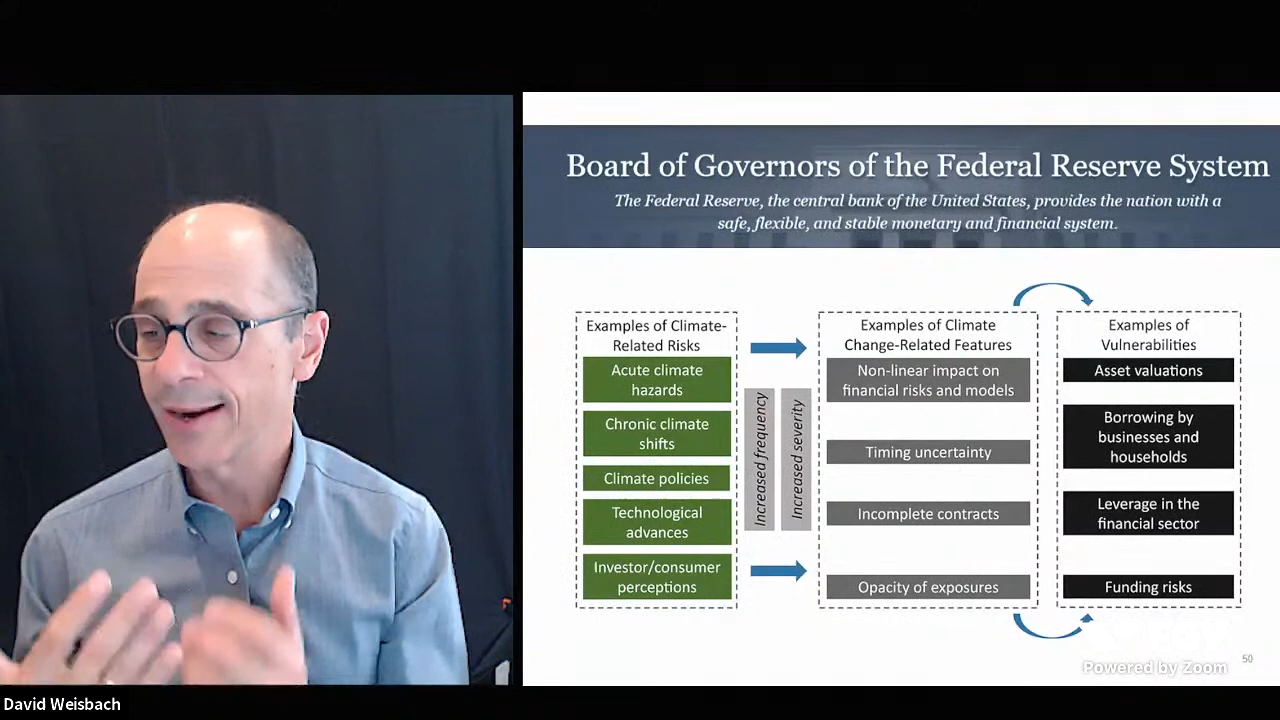 Board of Governors of the Federal Reserve System
The Federal Reserve, the central bank of the United States, provides the nation with a
safe, flexible, and stable monetary and financial system.
Examples of Climate-
Related Risks
Acute climate
hazards
Chronic climate
shifts
Climate policies
Technological
advances
Investor/consumer
perceptions
Increased frequency
Increased severity
Examples of Climate
Change-Related Features
Non-linear impact on
financial risks and models
Timing uncertainty
Incomplete contracts
Opacity of exposures
Examples of
Vulnerabilities
Asset valuations
Borrowing by
businesses and
households
Leverage in the
financial sector
Funding risks
50
Powered by Zoom
David Weisbach